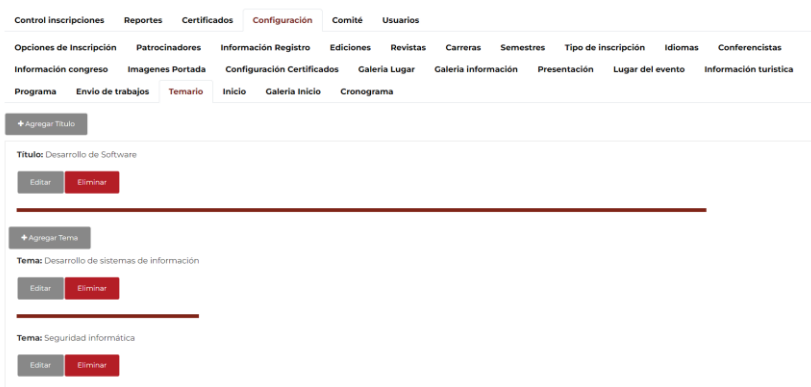 Control inscripciones Reportes Certificados Configuración Comité Usuarios
Opciones de Inscripción Patrocinadores Información Registro Ediciones Revistas Carreras Semestres Tipo de inscripción Idiomas Conferencistas
Información congreso Imagenes Portada Configuración Certificados Galeria Lugar Galeria información Presentación Lugar del evento Información turistica
Programa Envio de trabajos Temario Inicio Galeria Inicio Cronograma
+ Agregar Título
Título: Desarrollo de Software
Editar Eliminar
+ Agregar Tema
Tema: Desarrollo de sistemas de información
Editar Eliminar
Tema: Seguridad informática
Editar Eliminar